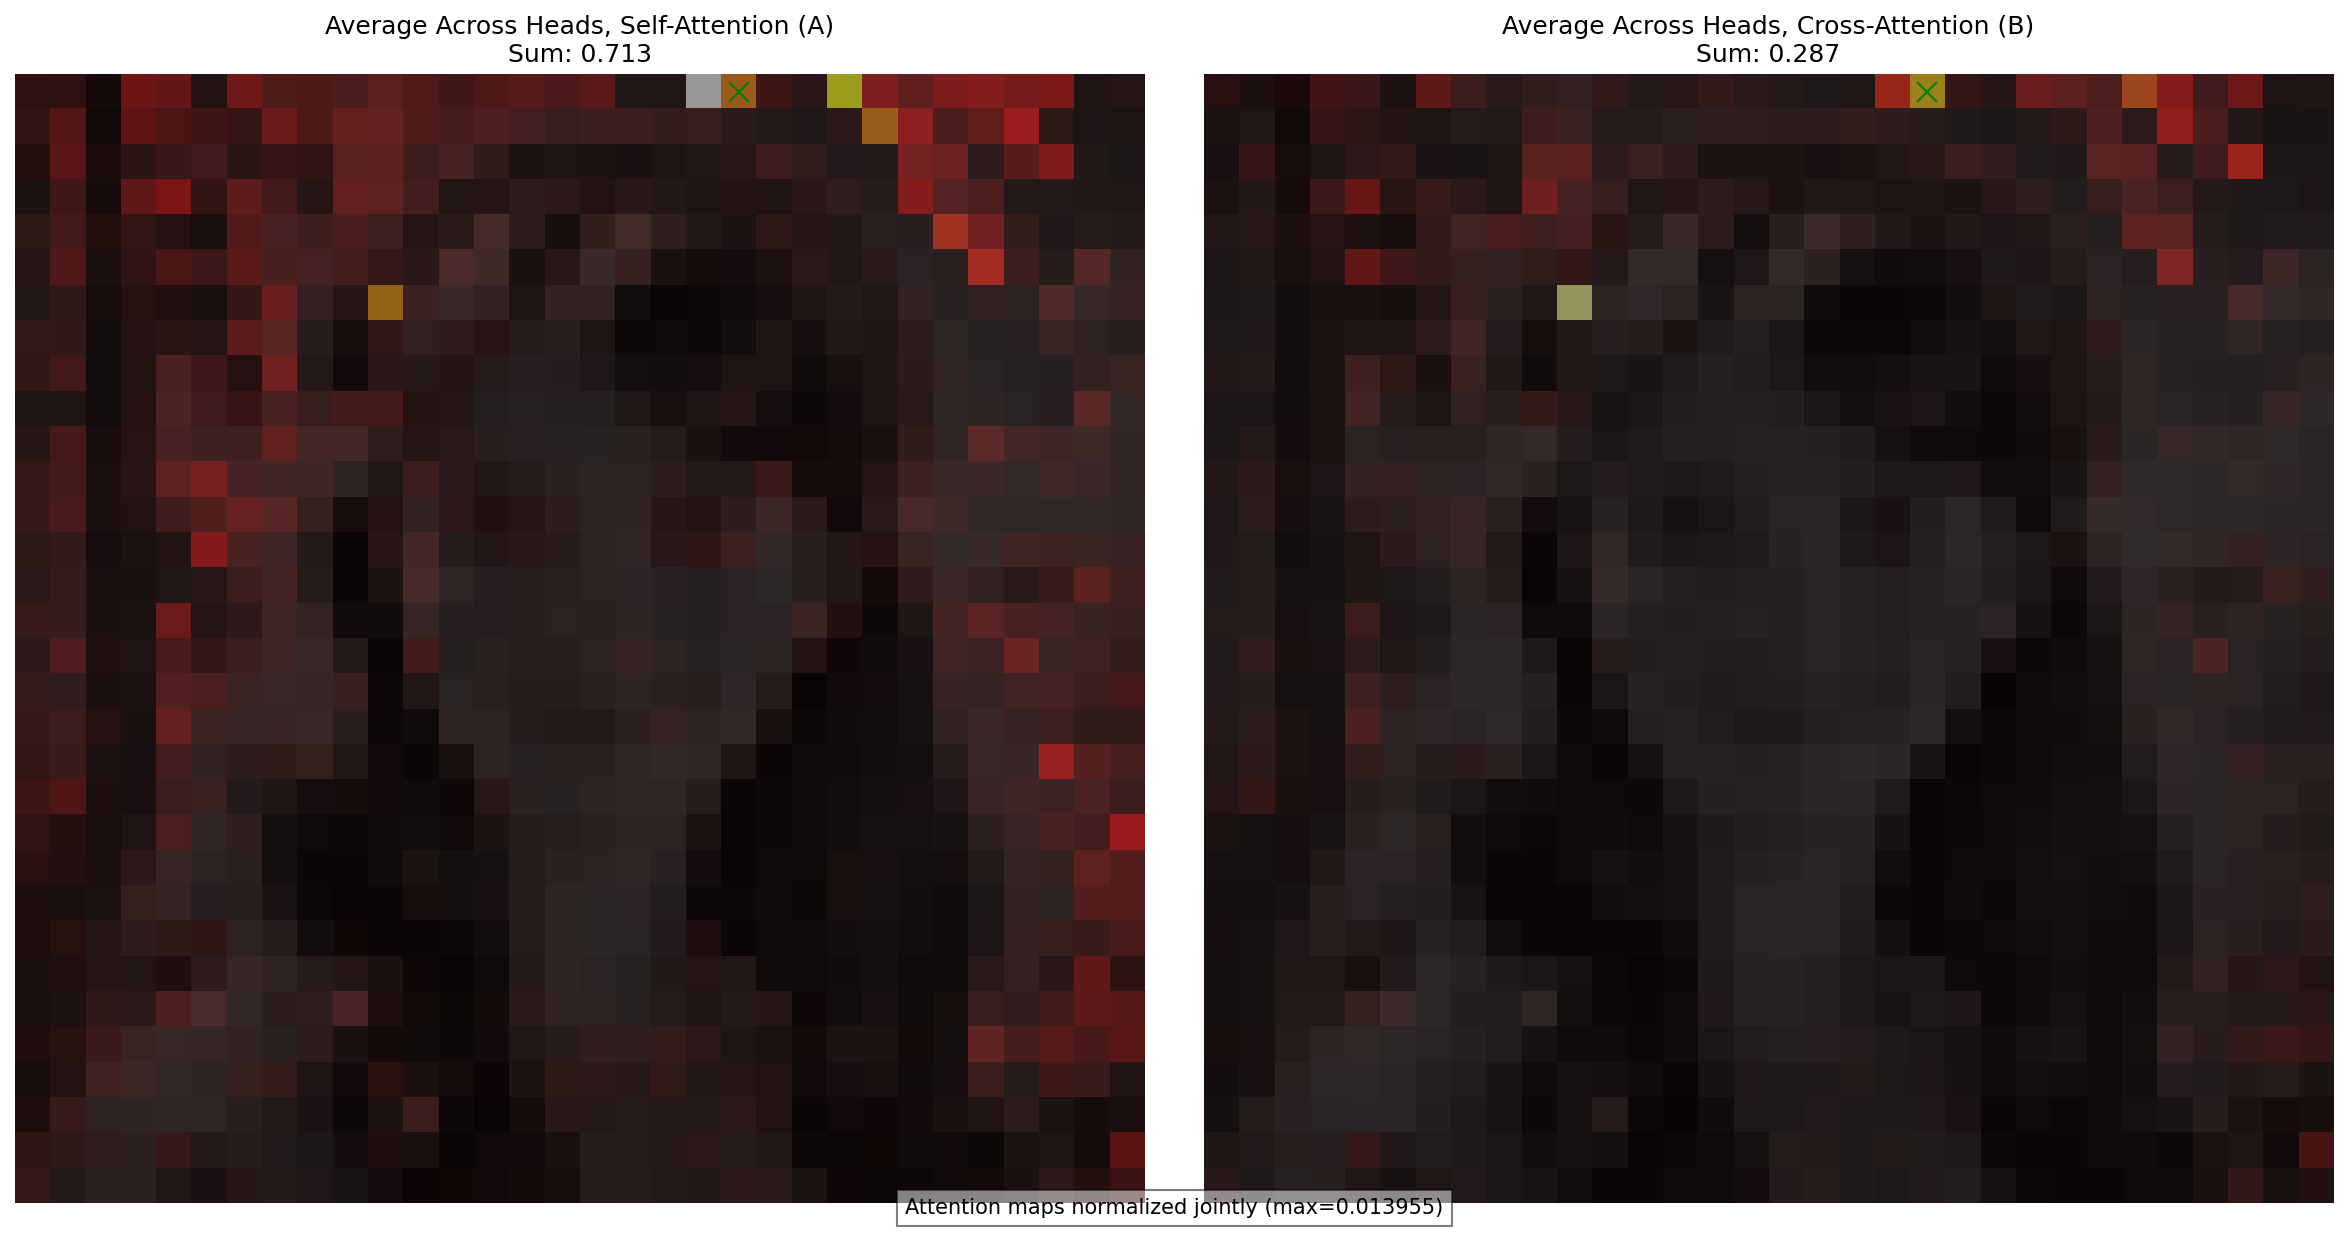 Average Across Heads, Self-Attention (A)
Sum: 0.713
Average Across Heads, Cross-Attention (B)
Sum: 0.287
Attention maps normalized jointly (max=0.013955)